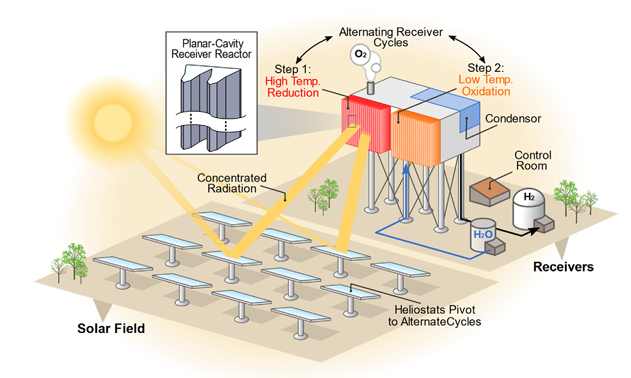 Planar-Cavity
Receiver Reactor
Alternating Receiver
Cycles
O2
Step 1:
High Temp.
Reduction
Step 2:
Low Temp.
Oxidation
Condensor
Control
Room
Concentrated
Radiation
H2
H2O
Receivers
Heliostats Pivot
to AlternateCycles
Solar Field